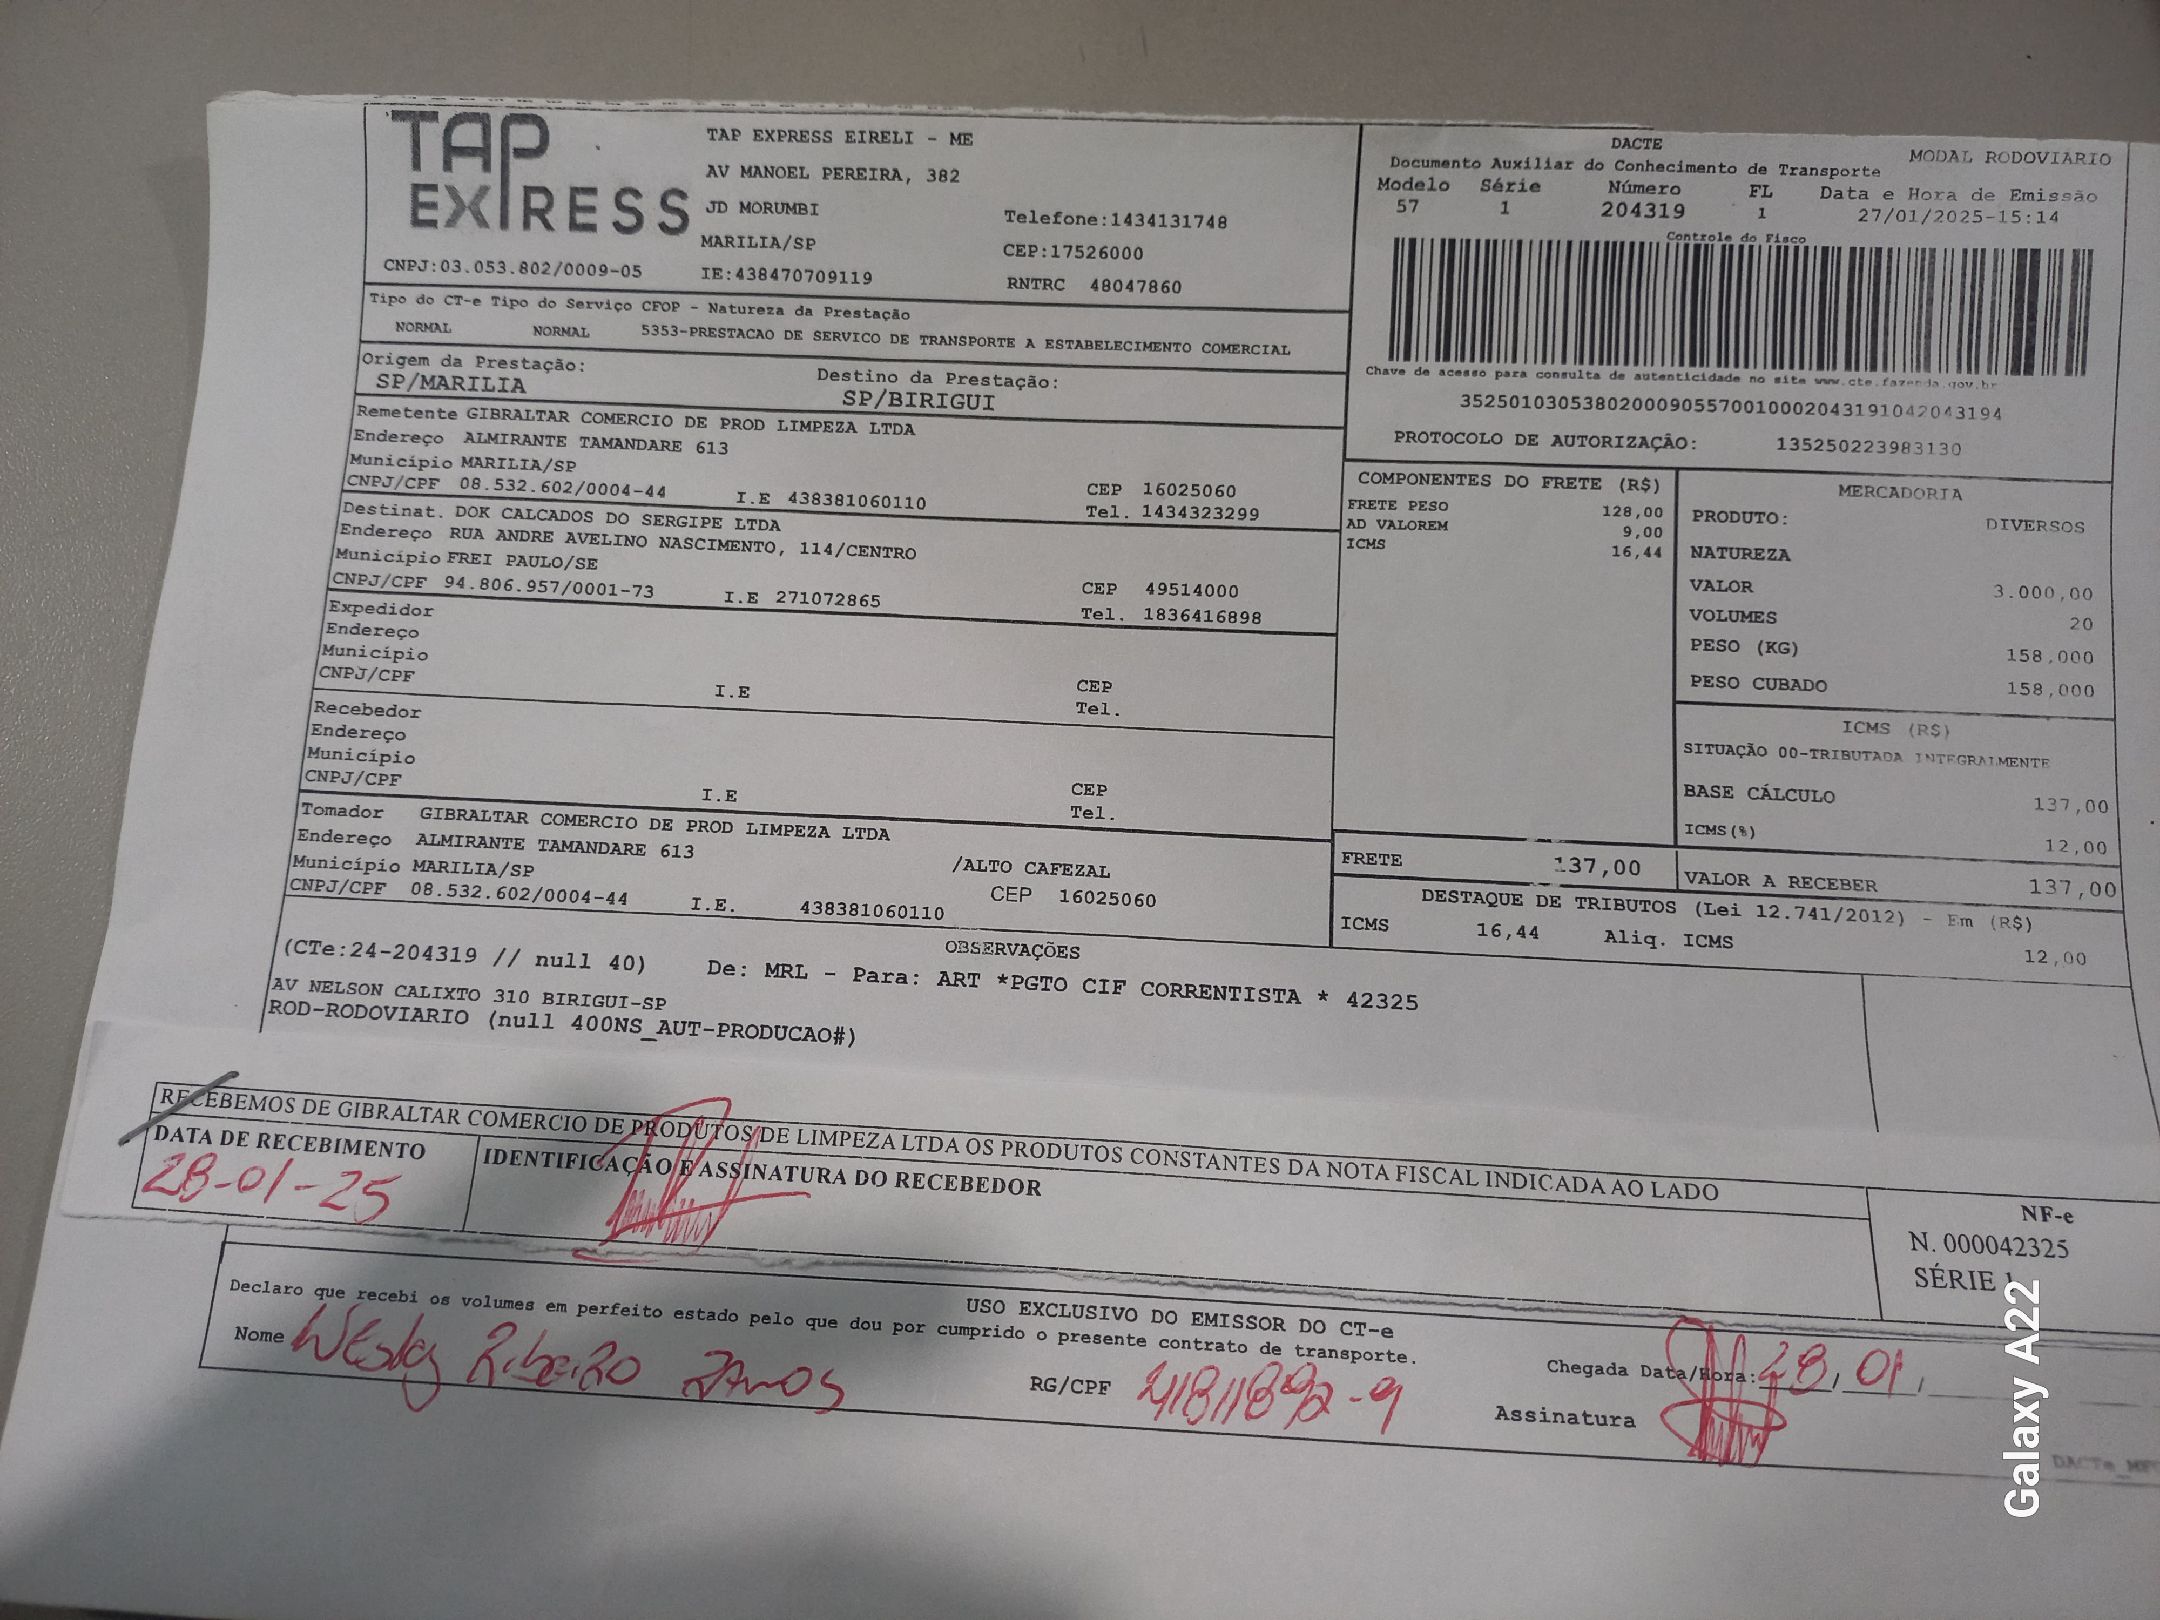 TAP EXPRESS
TAP EXPRESS EIRELI - ME
AV MANOEL PEREIRA, 382
JD MORUMBI
Telefone:1434131748
MARILIA/SP
CEP:17526000
CNPJ:03.053.802/0009-05
IE:438470709119
RNTRC 48047860
DACTE
MODAL RODOVIARIO
Documento Auxiliar do Conhecimento de Transporte
Modelo Série Número FL Data e Hora de Emissão
57 1 204319 1 27/01/2025-15:14
Controle do Fisco
Chave de acesso para consulta de autenticidade no site www.cte.fazenda.gov.br
35250103053802000905570010002043191042043194
PROTOCOLO DE AUTORIZAÇÃO: 135250223983130
Tipo do CT-e Tipo do Serviço CFOP - Natureza da Prestação
NORMAL NORMAL 5353-PRESTACAO DE SERVICO DE TRANSPORTE A ESTABELECIMENTO COMERCIAL
Origem da Prestação: Destino da Prestação:
SP/MARILIA SP/BIRIGUI
Remetente GIBRALTAR COMERCIO DE PROD LIMPEZA LTDA
Endereço ALMIRANTE TAMANDARE 613
Município MARILIA/SP CEP 16025060
CNPJ/CPF 08.532.602/0004-44 I.E 438381060110 Tel. 1434323299
Destinat. DOK CALCADOS DO SERGIPE LTDA
Endereço RUA ANDRE AVELINO NASCIMENTO, 114/CENTRO
Município FREI PAULO/SE CEP 49514000
CNPJ/CPF 94.806.957/0001-73 I.E 271072865 Tel. 1836416898
Expedidor
Endereço
Município CEP
CNPJ/CPF I.E Tel.
Recebedor
Endereço
Município CEP
CNPJ/CPF I.E Tel.
Tomador GIBRALTAR COMERCIO DE PROD LIMPEZA LTDA
Endereço ALMIRANTE TAMANDARE 613 /ALTO CAFEZAL
Município MARILIA/SP CEP 16025060
CNPJ/CPF 08.532.602/0004-44 I.E. 438381060110
COMPONENTES DO FRETE (R$)
FRETE PESO 128,00
AD VALOREM 9,00
ICMS 16,44
MERCADORIA
PRODUTO: DIVERSOS
NATUREZA
VALOR 3.000,00
VOLUMES 20
PESO (KG) 158,000
PESO CUBADO 158,000
ICMS (R$)
SITUAÇÃO 00-TRIBUTADA INTEGRALMENTE
BASE CÁLCULO 137,00
ICMS(%) 12,00
FRETE 137,00 VALOR A RECEBER 137,00
DESTAQUE DE TRIBUTOS (Lei 12.741/2012) - Em (R$)
ICMS 16,44 Aliq. ICMS 12,00
OBSERVAÇÕES
(CTe:24-204319 // null 40) De: MRL - Para: ART *PGTO CIF CORRENTISTA * 42325
AV NELSON CALIXTO 310 BIRIGUI-SP
ROD-RODOVIARIO (null 400NS_AUT-PRODUCAO#)
RECEBEMOS DE GIBRALTAR COMERCIO DE PRODUTOS DE LIMPEZA LTDA OS PRODUTOS CONSTANTES DA NOTA FISCAL INDICADA AO LADO
DATA DE RECEBIMENTO IDENTIFICAÇÃO E ASSINATURA DO RECEBEDOR
28-01-25
NF-e
N. 000042325
SÉRIE 1
USO EXCLUSIVO DO EMISSOR DO CT-e
Declaro que recebi os volumes em perfeito estado pelo que dou por cumprido o presente contrato de transporte.
Nome Wesley Ribeiro RG/CPF 41811892-9
Chegada Data/Hora: 28, 01,
Assinatura
Galaxy A22